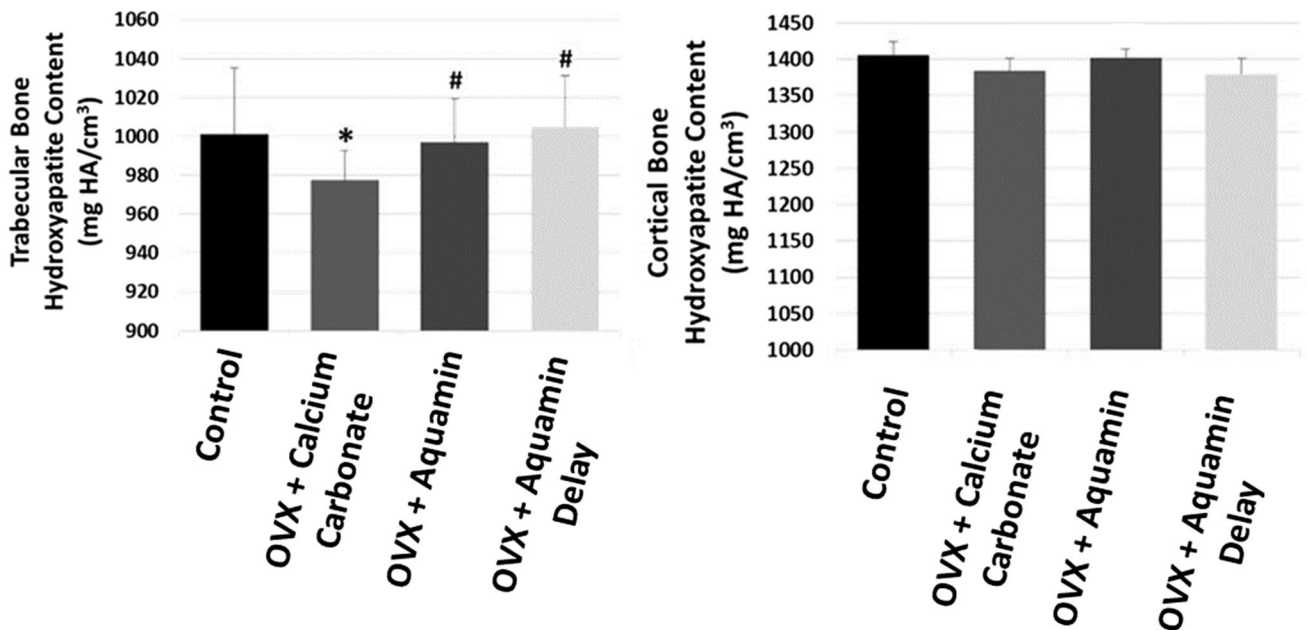 Trabecular Bone
Hydroxyapatite Content
(mg HA/cm³)
1060
1040
1020
1000
980
960
940
920
900
*
#
#
Control
OVX + Calcium
Carbonate
OVX + Aquamin
OVX + Aquamin
Delay
Cortical Bone
Hydroxyapatite Content
(mg HA/cm³)
1450
1400
1350
1300
1250
1200
1150
1100
1050
1000
Control
OVX + Calcium
Carbonate
OVX + Aquamin
OVX + Aquamin
Delay